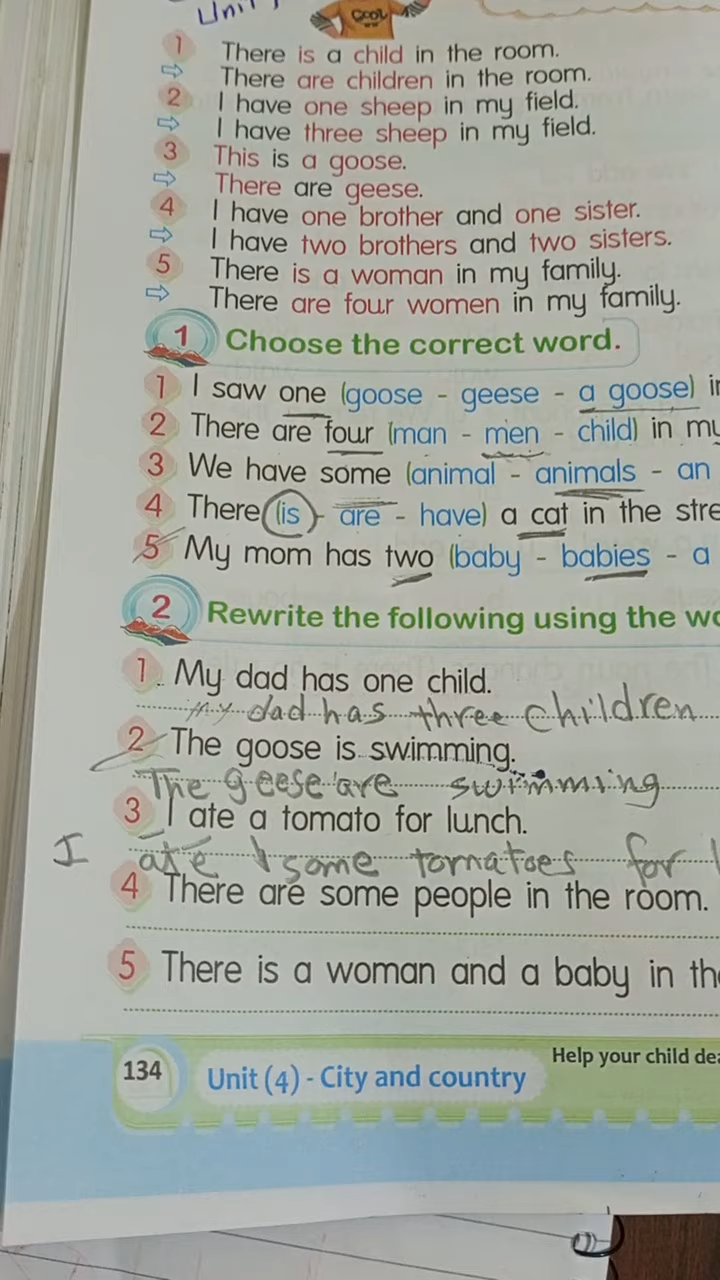 Unit
COOL
1 There is a child in the room.
⇨ There are children in the room.
2 I have one sheep in my field.
⇨ I have three sheep in my field.
3 This is a goose.
⇨ There are geese.
4 I have one brother and one sister.
⇨ I have two brothers and two sisters.
5 There is a woman in my family.
⇨ There are four women in my family.
1 Choose the correct word.
1 I saw one (goose - geese - a goose)
2 There are four (man - men - child) in
3 We have some (animal - animals - an
4 There (is - are - have) a cat in the
5 My mom has two (baby - babies - a
2 Rewrite the following using the
1 My dad has one child.
My dad has three children
2 The goose is swimming.
The geese are swimming
3 I ate a tomato for lunch.
I ate some tomatoes for
4 There are some people in the room.
5 There is a woman and a baby in
134 Unit (4) - City and country
Help your child